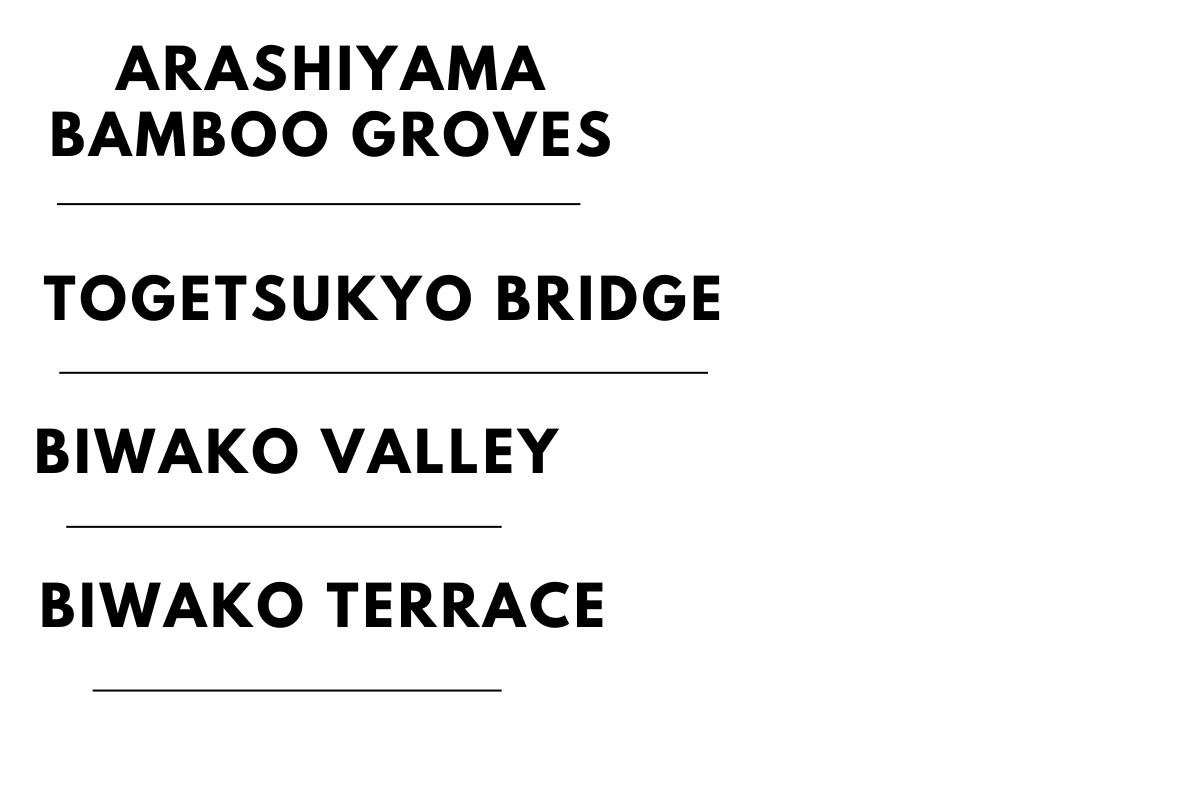 ARASHIYAMA
BAMBOO GROVES
TOGETSUKYO BRIDGE
BIWAKO VALLEY
BIWAKO TERRACE